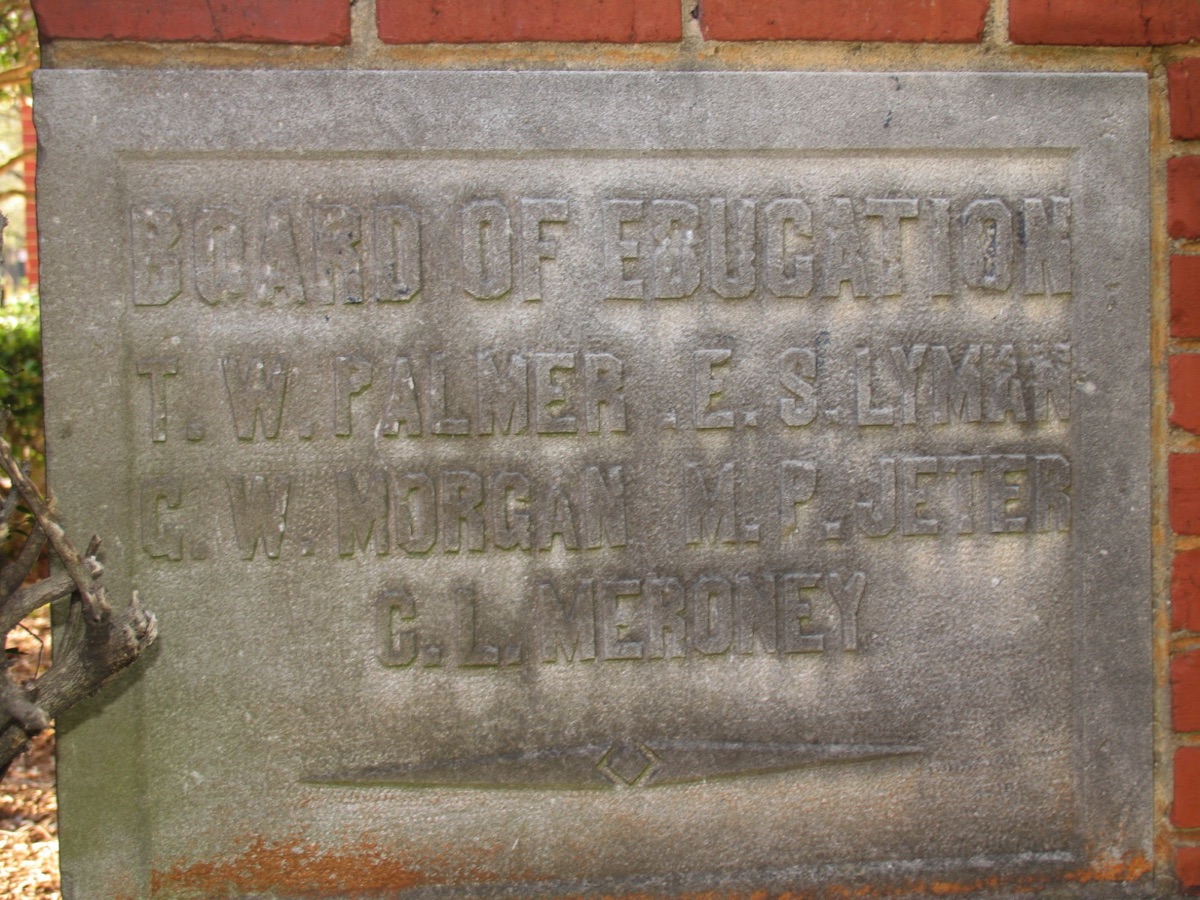 BOARD OF EDUCATION
T. W. PALMER . E. S. LYMAN
G. W. MORGAN M. P. JETER
C. L. MERONEY